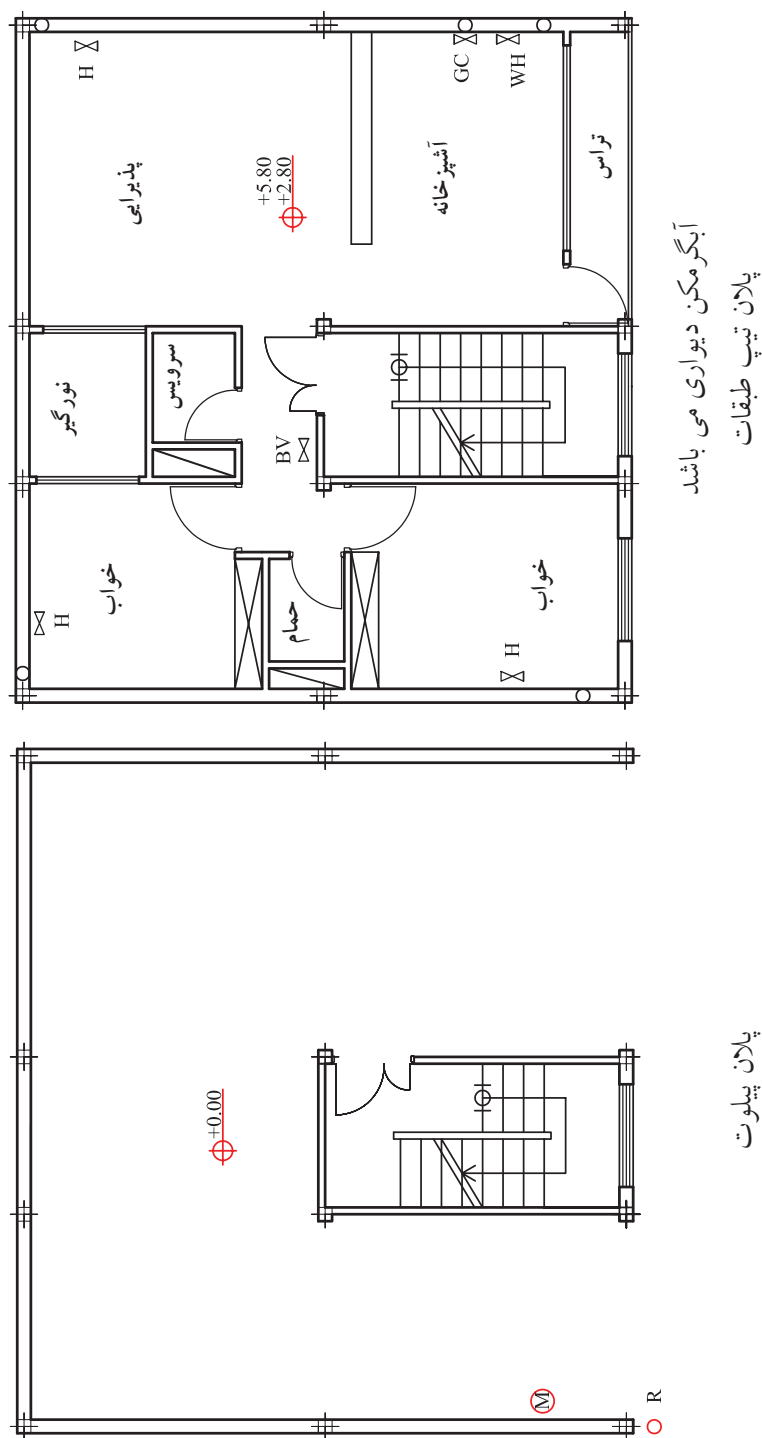 H
GC
WH
پذیرایی
+5.80
+2.80
آشپزخانه
تراس
نورگیر
سرویس
BV
خواب
H
حمام
خواب
H
آبگرمکن دیواری می باشد
پلان تیپ طبقات
+0.00
M
R
پلان پیلوت